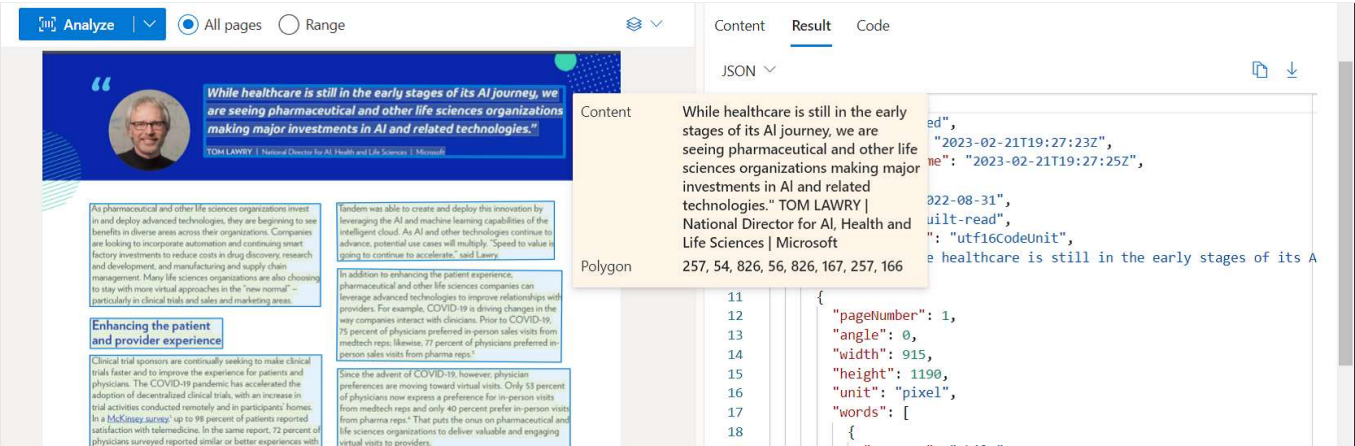 Analyze
All pages
Range
Content
Result
Code
JSON
“
While healthcare is still in the early stages of its AI journey, we
are seeing pharmaceutical and other life sciences organizations
making major investments in AI and related technologies.”
TOM LAWRY | National Director for AI, Health and Life Sciences | Microsoft
As pharmaceutical and other life sciences organizations invest
in and deploy advanced technologies, they are beginning to see
benefits in diverse areas across their organizations. Companies
are looking to incorporate automation and continuing smart
factory investments to reduce costs in drug discovery, research
and development, and manufacturing and supply chain
management. Many life sciences organizations are also choosing
to stay with more virtual approaches in the “new normal” –
particularly in clinical trials and sales and marketing areas.
Enhancing the patient
and provider experience
Clinical trial sponsors are continually seeking to make clinical
trials faster and to improve the experience for patients and
physicians. The COVID-19 pandemic has accelerated the
adoption of decentralized clinical trials, with an increase in
trial activities conducted remotely and in participants’ homes.
In a McKinsey survey, up to 98 percent of patients reported
satisfaction with telemedicine. In the same report, 72 percent of
physicians surveyed reported similar or better experiences with
Tandem was able to create and deploy this innovation by
leveraging the AI and machine learning capabilities of the
intelligent cloud. As AI and other technologies continue to
advance, potential use cases will multiply. “Speed to value is
going to continue to accelerate,” said Lawry.
In addition to enhancing the patient experience,
pharmaceutical and other life sciences companies can
leverage advanced technologies to improve relationships with
providers. For example, COVID-19 is driving changes in the
way companies interact with clinicians. Prior to COVID-19,
75 percent of physicians preferred in-person sales visits from
medtech reps; likewise, 77 percent of physicians preferred in-
person sales visits from pharma reps.
Since the advent of COVID-19, however, physician
preferences are moving toward virtual visits. Only 53 percent
of physicians now express a preference for in-person visits
from medtech reps and only 40 percent prefer in-person visits
from pharma reps. That puts the onus on pharmaceutical and
life sciences organizations to deliver valuable and engaging
virtual visits to providers.
Content
While healthcare is still in the early
stages of its AI journey, we are
seeing pharmaceutical and other life
sciences organizations making major
investments in AI and related
technologies." TOM LAWRY |
National Director for AI, Health and
Life Sciences | Microsoft
Polygon
257, 54, 826, 56, 826, 167, 257, 166
ed",
"2023-02-21T19:27:23Z",
me": "2023-02-21T19:27:25Z",
022-08-31",
uilt-read",
": "utf16CodeUnit",
e healthcare is still in the early stages of its A
11 {
12 "pageNumber": 1,
13 "angle": 0,
14 "width": 915,
15 "height": 1190,
16 "unit": "pixel",
17 "words": [
18 {